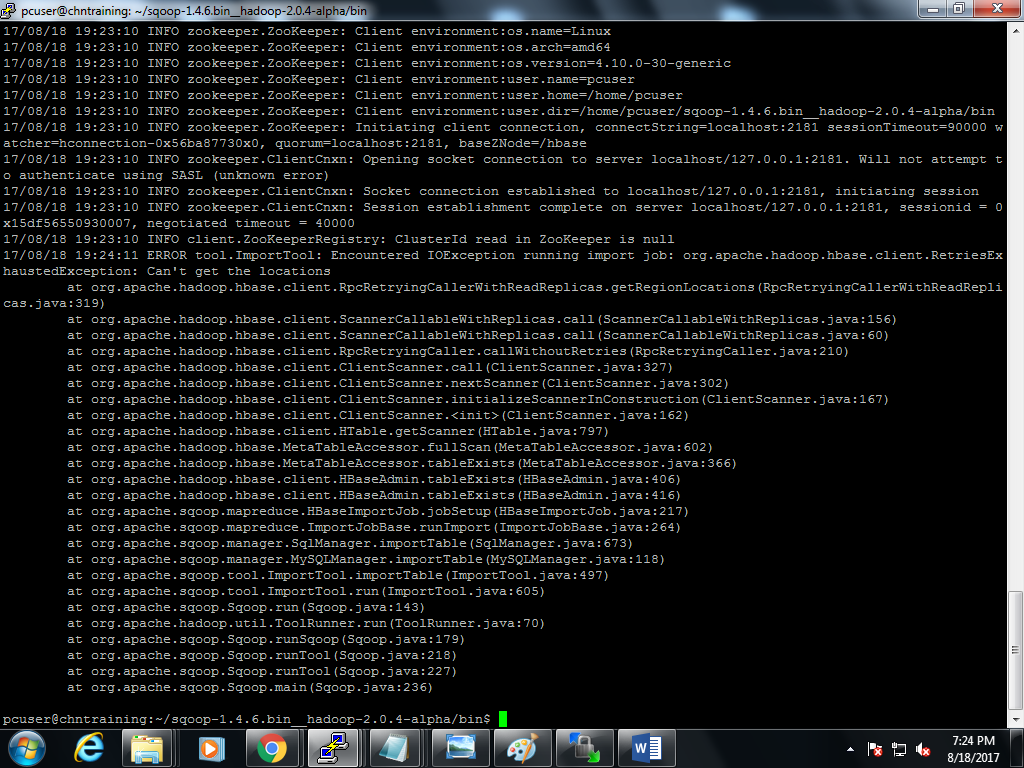 pcuser@chntraining: ~/sqoop-1.4.6.bin__hadoop-2.0.4-alpha/bin
17/08/18 19:23:10 INFO zookeeper.ZooKeeper: Client environment:os.name=Linux
17/08/18 19:23:10 INFO zookeeper.ZooKeeper: Client environment:os.arch=amd64
17/08/18 19:23:10 INFO zookeeper.ZooKeeper: Client environment:os.version=4.10.0-30-generic
17/08/18 19:23:10 INFO zookeeper.ZooKeeper: Client environment:user.name=pcuser
17/08/18 19:23:10 INFO zookeeper.ZooKeeper: Client environment:user.home=/home/pcuser
17/08/18 19:23:10 INFO zookeeper.ZooKeeper: Client environment:user.dir=/home/pcuser/sqoop-1.4.6.bin__hadoop-2.0.4-alpha/bin
17/08/18 19:23:10 INFO zookeeper.ZooKeeper: Initiating client connection, connectString=localhost:2181 sessionTimeout=90000 w
atcher=hconnection-0x56ba87730x0, quorum=localhost:2181, baseZNode=/hbase
17/08/18 19:23:10 INFO zookeeper.ClientCnxn: Opening socket connection to server localhost/127.0.0.1:2181. Will not attempt t
o authenticate using SASL (unknown error)
17/08/18 19:23:10 INFO zookeeper.ClientCnxn: Socket connection established to localhost/127.0.0.1:2181, initiating session
17/08/18 19:23:10 INFO zookeeper.ClientCnxn: Session establishment complete on server localhost/127.0.0.1:2181, sessionid = 0
x15df56550930007, negotiated timeout = 40000
17/08/18 19:23:10 INFO client.ZooKeeperRegistry: ClusterId read in ZooKeeper is null
17/08/18 19:24:11 ERROR tool.ImportTool: Encountered IOException running import job: org.apache.hadoop.hbase.client.RetriesEx
haustedException: Can't get the locations
at org.apache.hadoop.hbase.client.RpcRetryingCallerWithReadReplicas.getRegionLocations(RpcRetryingCallerWithReadRepli
cas.java:319)
at org.apache.hadoop.hbase.client.ScannerCallableWithReplicas.call(ScannerCallableWithReplicas.java:156)
at org.apache.hadoop.hbase.client.ScannerCallableWithReplicas.call(ScannerCallableWithReplicas.java:60)
at org.apache.hadoop.hbase.client.RpcRetryingCaller.callWithoutRetries(RpcRetryingCaller.java:210)
at org.apache.hadoop.hbase.client.ClientScanner.call(ClientScanner.java:327)
at org.apache.hadoop.hbase.client.ClientScanner.nextScanner(ClientScanner.java:302)
at org.apache.hadoop.hbase.client.ClientScanner.initializeScannerInConstruction(ClientScanner.java:167)
at org.apache.hadoop.hbase.client.ClientScanner.<init>(ClientScanner.java:162)
at org.apache.hadoop.hbase.client.HTable.getScanner(HTable.java:797)
at org.apache.hadoop.hbase.MetaTableAccessor.fullScan(MetaTableAccessor.java:602)
at org.apache.hadoop.hbase.MetaTableAccessor.tableExists(MetaTableAccessor.java:366)
at org.apache.hadoop.hbase.client.HBaseAdmin.tableExists(HBaseAdmin.java:406)
at org.apache.hadoop.hbase.client.HBaseAdmin.tableExists(HBaseAdmin.java:416)
at org.apache.sqoop.mapreduce.HBaseImportJob.jobSetup(HBaseImportJob.java:217)
at org.apache.sqoop.mapreduce.ImportJobBase.runImport(ImportJobBase.java:264)
at org.apache.sqoop.manager.SqlManager.importTable(SqlManager.java:673)
at org.apache.sqoop.manager.MySQLManager.importTable(MySQLManager.java:118)
at org.apache.sqoop.tool.ImportTool.importTable(ImportTool.java:497)
at org.apache.sqoop.tool.ImportTool.run(ImportTool.java:605)
at org.apache.sqoop.Sqoop.run(Sqoop.java:143)
at org.apache.hadoop.util.ToolRunner.run(ToolRunner.java:70)
at org.apache.sqoop.Sqoop.runSqoop(Sqoop.java:179)
at org.apache.sqoop.Sqoop.runTool(Sqoop.java:218)
at org.apache.sqoop.Sqoop.runTool(Sqoop.java:227)
at org.apache.sqoop.Sqoop.main(Sqoop.java:236)
pcuser@chntraining:~/sqoop-1.4.6.bin__hadoop-2.0.4-alpha/bin$
7:24 PM
8/18/2017